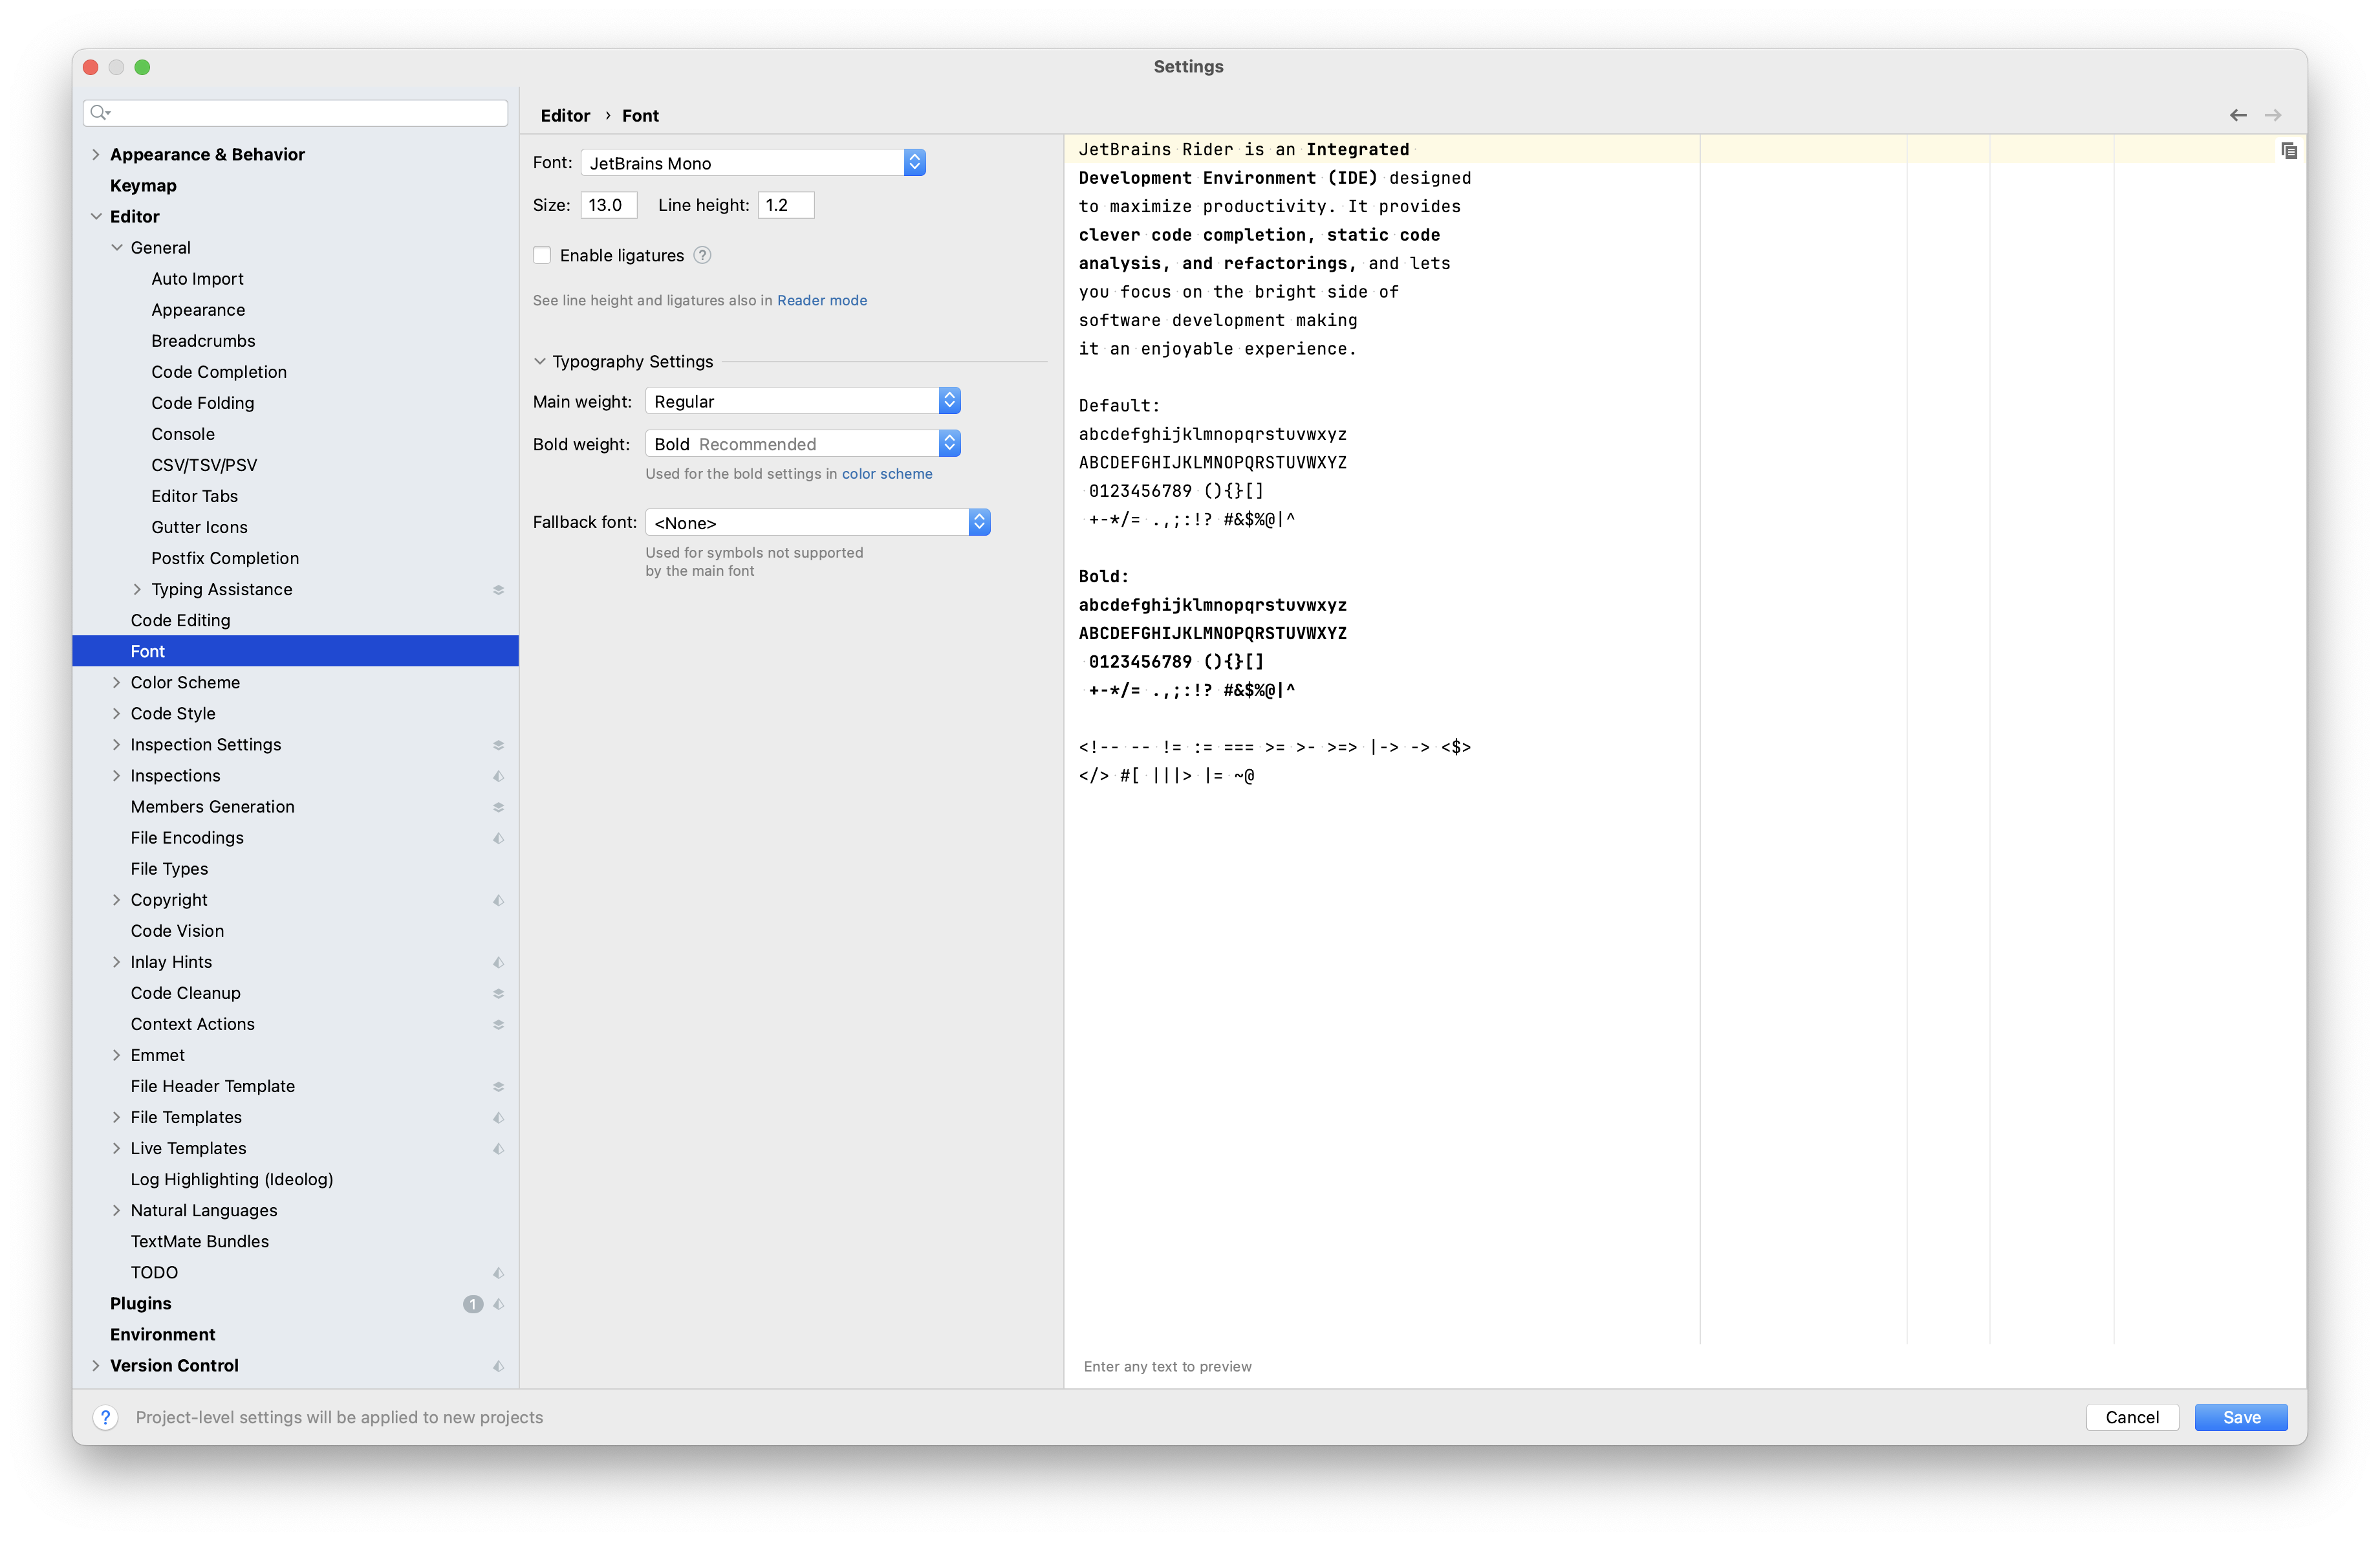 Settings
Appearance & Behavior
Keymap
Editor
General
Auto Import
Appearance
Breadcrumbs
Code Completion
Code Folding
Console
CSV/TSV/PSV
Editor Tabs
Gutter Icons
Postfix Completion
Typing Assistance
Code Editing
Font
Color Scheme
Code Style
Inspection Settings
Inspections
Members Generation
File Encodings
File Types
Copyright
Code Vision
Inlay Hints
Code Cleanup
Context Actions
Emmet
File Header Template
File Templates
Live Templates
Log Highlighting (Ideolog)
Natural Languages
TextMate Bundles
TODO
Plugins 1
Environment
Version Control
Editor › Font
Font: JetBrains Mono
Size: 13.0 Line height: 1.2
Enable ligatures ?
See line height and ligatures also in Reader mode
Typography Settings
Main weight: Regular
Bold weight: Bold Recommended
Used for the bold settings in color scheme
Fallback font: <None>
Used for symbols not supported
by the main font
JetBrains Rider is an Integrated
Development Environment (IDE) designed
to maximize productivity. It provides
clever code completion, static code
analysis, and refactorings, and lets
you focus on the bright side of
software development making
it an enjoyable experience.
Default:
abcdefghijklmnopqrstuvwxyz
ABCDEFGHIJKLMNOPQRSTUVWXYZ
0123456789 (){}[]
+-*/= .,;:!? #&$%@|^
Bold:
abcdefghijklmnopqrstuvwxyz
ABCDEFGHIJKLMNOPQRSTUVWXYZ
0123456789 (){}[]
+-*/= .,;:!? #&$%@|^
<!-- -- != := === >= >- >=> |-> -> <$>
</> #[ |||> |= ~@
Enter any text to preview
? Project-level settings will be applied to new projects
Cancel Save